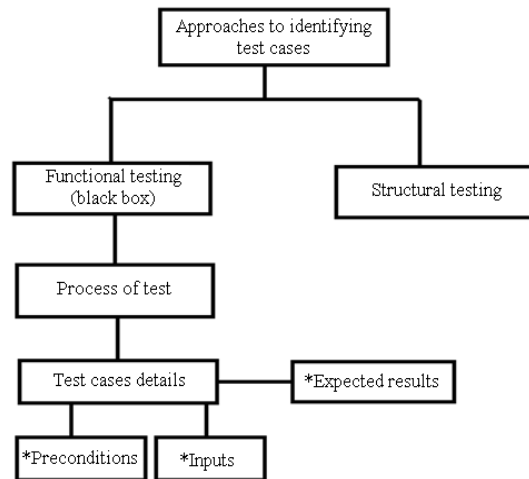 Approaches to identifying
test cases
Functional testing
(black box)
Structural testing
Process of test
Test cases details
*Expected results
*Preconditions
*Inputs